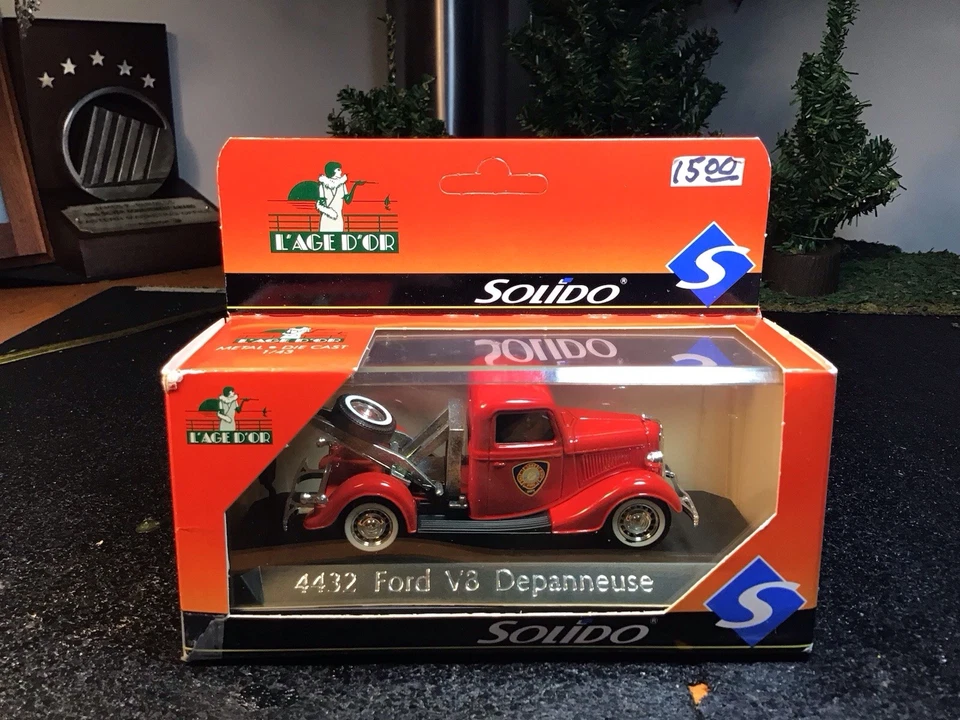 1500
L'AGE D'OR
SOLIDO®
L'AGE D'OR
METAL • DIE CAST
1/43
SOLIDO
L'AGE D'OR
4432 Ford V8 Depanneuse
SOLIDO